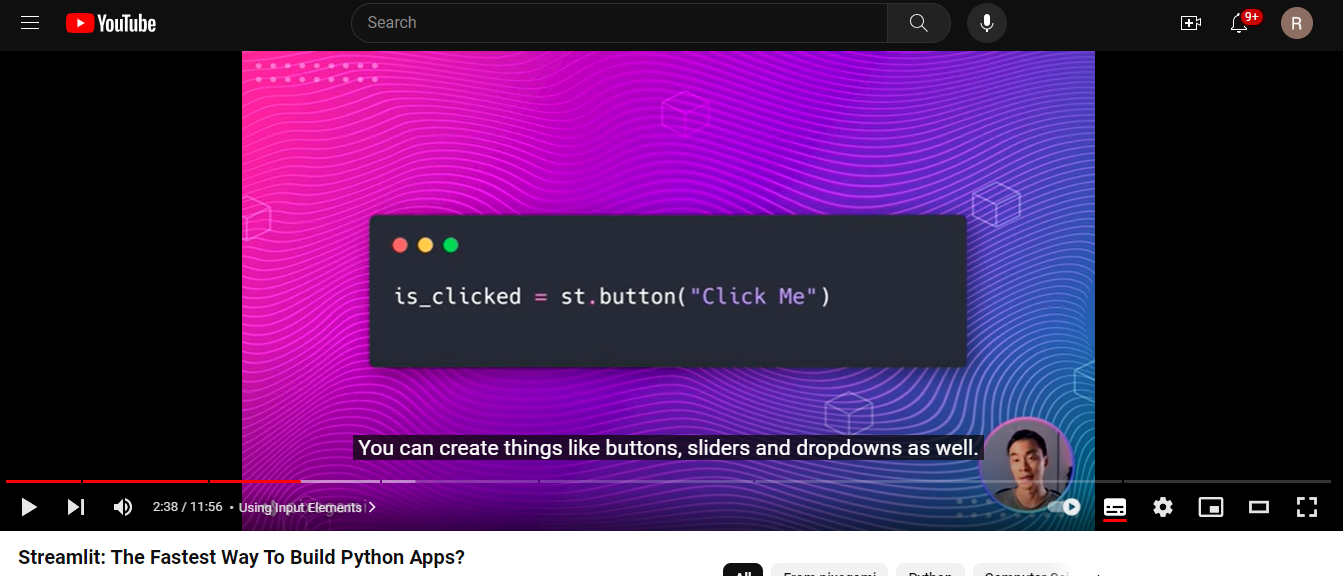 YouTube
Search
9+
R
is_clicked = st.button("Click Me")
You can create things like buttons, sliders and dropdowns as well.
2:38 / 11:56 • Using Input Elements
Streamlit: The Fastest Way To Build Python Apps?
All From pixegami Python Computer